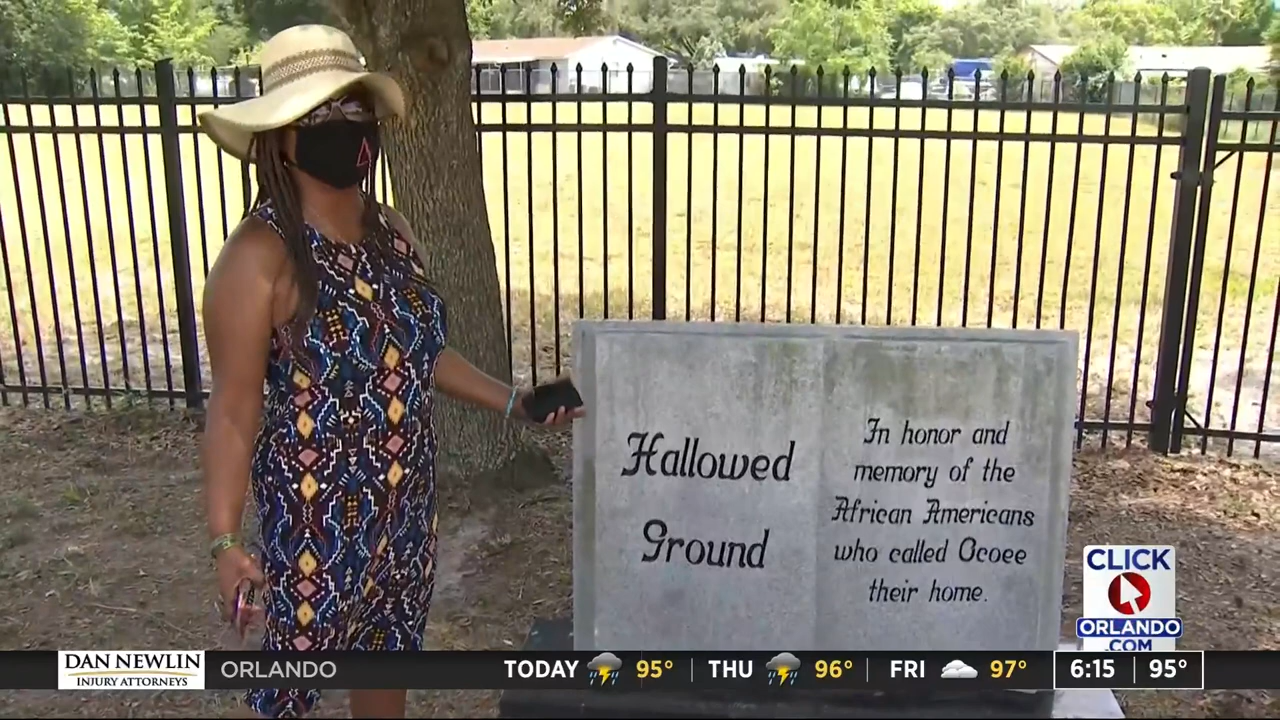 Hallowed
Ground
In honor and
memory of the
African Americans
who called Ocoee
their home.
CLICK
ORLANDO
.COM
DAN NEWLIN
INJURY ATTORNEYS
ORLANDO
TODAY 95° THU 96° FRI 97° 6:15 95°